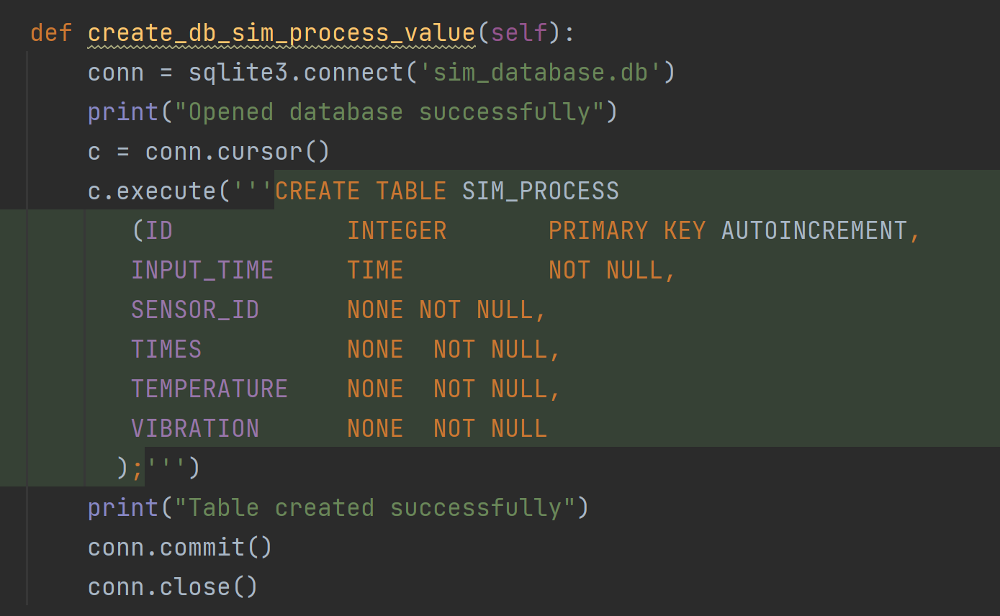 def create_db_sim_process_value(self):
    conn = sqlite3.connect('sim_database.db')
    print("Opened database successfully")
    c = conn.cursor()
    c.execute('''CREATE TABLE SIM_PROCESS
       (ID            INTEGER       PRIMARY KEY AUTOINCREMENT,
       INPUT_TIME     TIME          NOT NULL,
       SENSOR_ID      NONE NOT NULL,
       TIMES          NONE  NOT NULL,
       TEMPERATURE    NONE  NOT NULL,
       VIBRATION      NONE  NOT NULL
      );''')
    print("Table created successfully")
    conn.commit()
    conn.close()